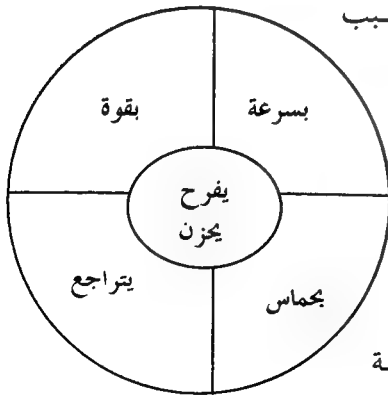 بسرعة
بقوة
يفرح
يحزن
يتراجع
بحماس